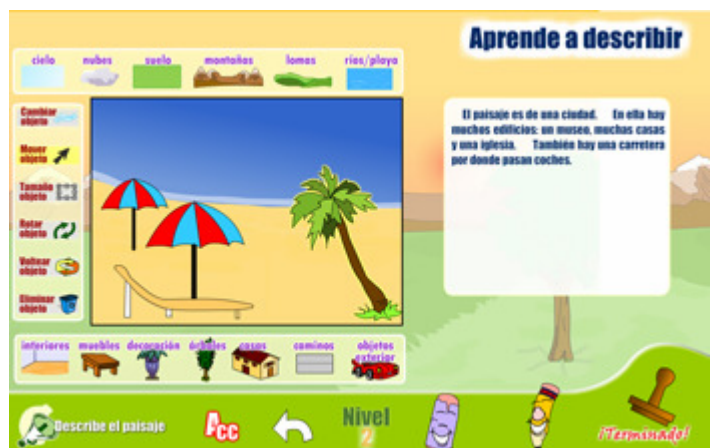 Aprende a describir
cielo nubes suelo montañas lomas ríos/playa
Cambiar objeto
Mover objeto
Tamaño objeto
Rotar objeto
Voltear objeto
Eliminar objeto
El paisaje es de una ciudad. En ella hay
muchos edificios: un museo, muchas casas
y una iglesia. También hay una carretera
por donde pasan coches.
interiores muebles decoración árboles casas caminos objetos exterior
Describe el paisaje
Acc
Nivel
2
¡Terminado!